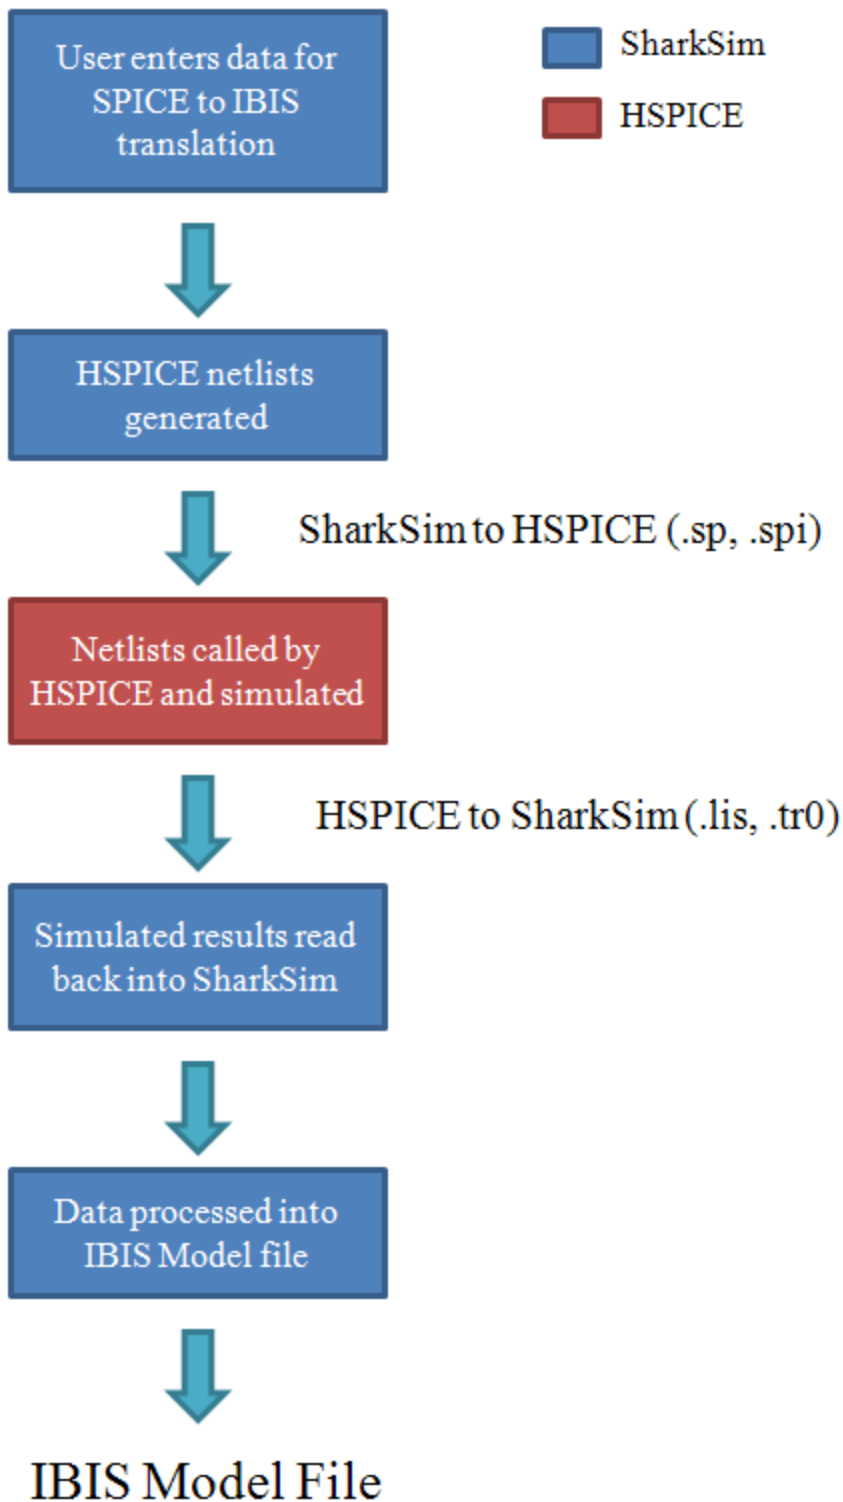 User enters data for
SPICE to IBIS
translation
SharkSim
HSPICE
HSPICE netlists
generated
SharkSim to HSPICE (.sp, .spi)
Netlists called by
HSPICE and simulated
HSPICE to SharkSim (.lis, .tr0)
Simulated results read
back into SharkSim
Data processed into
IBIS Model file
IBIS Model File